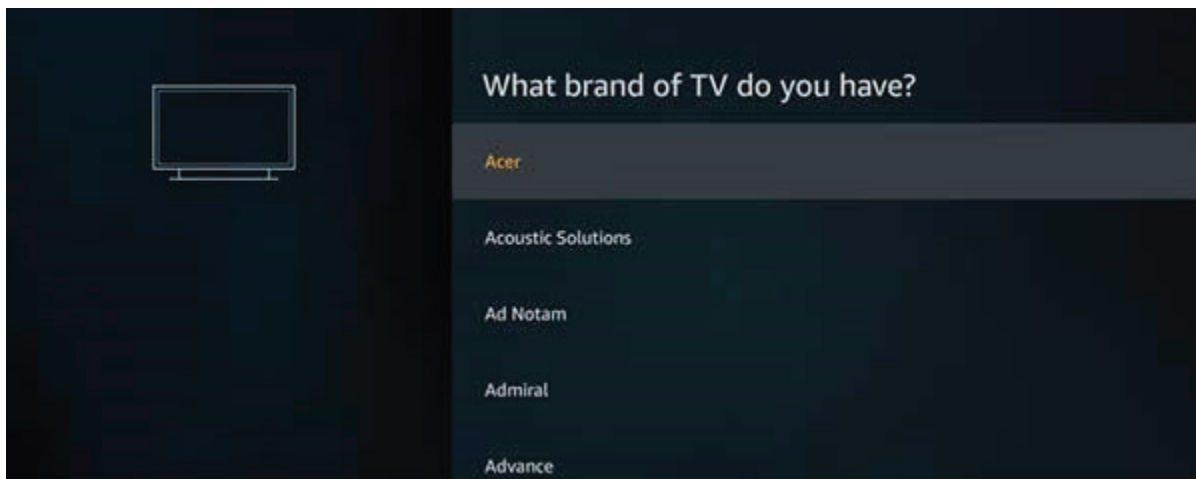 What brand of TV do you have?
Acer
Acoustic Solutions
Ad Notam
Admiral
Advance